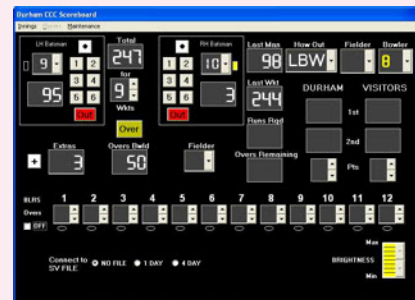 Durham CCC Scoreboard
Innings Maintenance
LH Batsman Total RH Batsman Last Man How Out Fielder Bowler
9 247 10 98 LBW 8
1 2 for 1 2 Last Wkt DURHAM VISITORS
95 3 4 9 3 4 3 244
5 6 Wkts 5 6 Runs Rqd 1st
Out Over Out
Extras Overs Bwld Fielder Overs Remaining 2nd
3 50 Pts
BLRS 1 2 3 4 5 6 7 8 9 10 11 12
Overs
OFF
Max
Connect to SV FILE NO FILE 1 DAY 4 DAY BRIGHTNESS
Min